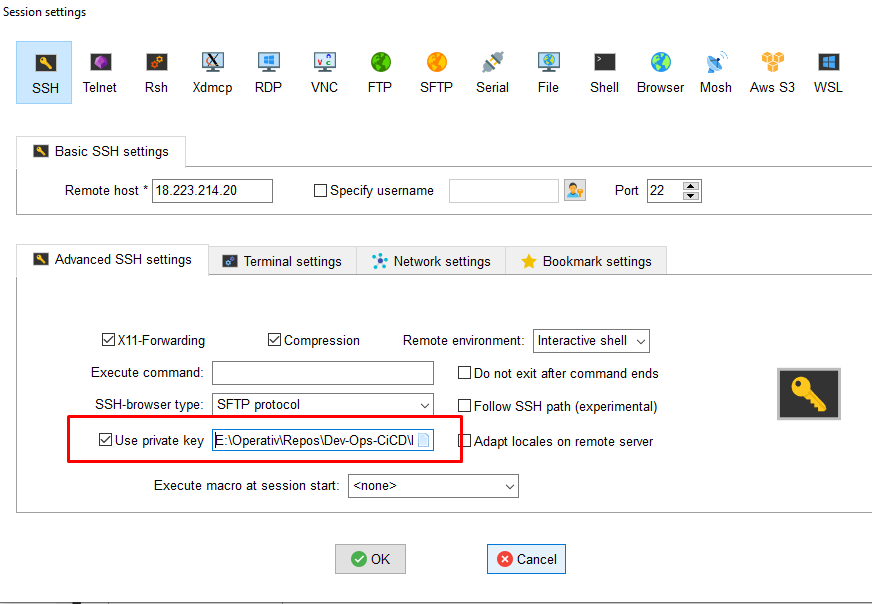 Session settings
SSH Telnet Rsh Xdmcp RDP VNC FTP SFTP Serial File Shell Browser Mosh Aws S3 WSL
Basic SSH settings
Remote host * 18.223.214.20 Specify username Port 22
Advanced SSH settings Terminal settings Network settings Bookmark settings
X11-Forwarding Compression Remote environment: Interactive shell
Execute command: Do not exit after command ends
SSH-browser type: SFTP protocol Follow SSH path (experimental)
Use private key E:\Operativ\Repos\Dev-Ops-CiCD\ Adapt locales on remote server
Execute macro at session start: <none>
OK Cancel